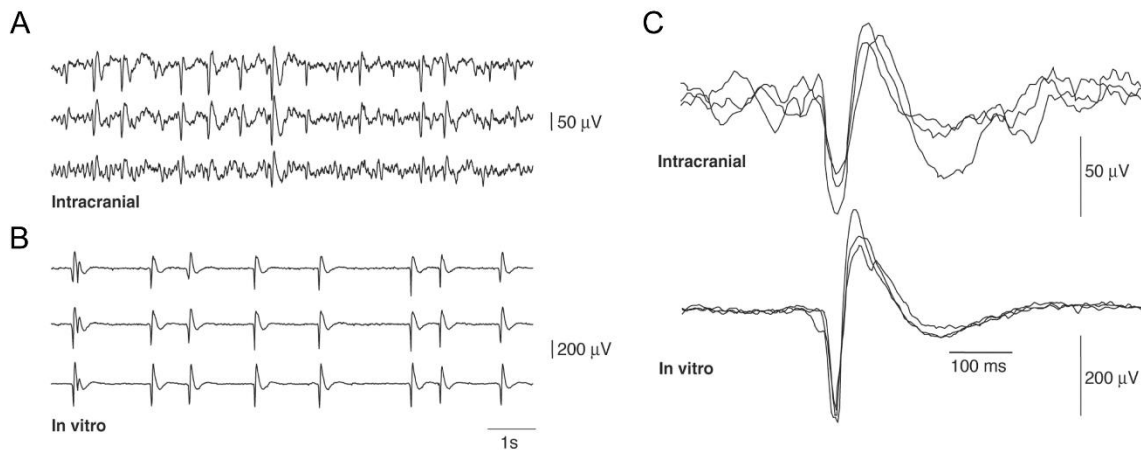 A
50 μV
Intracranial
B
200 μV
In vitro
1s
C
Intracranial
50 μV
100 ms
In vitro
200 μV